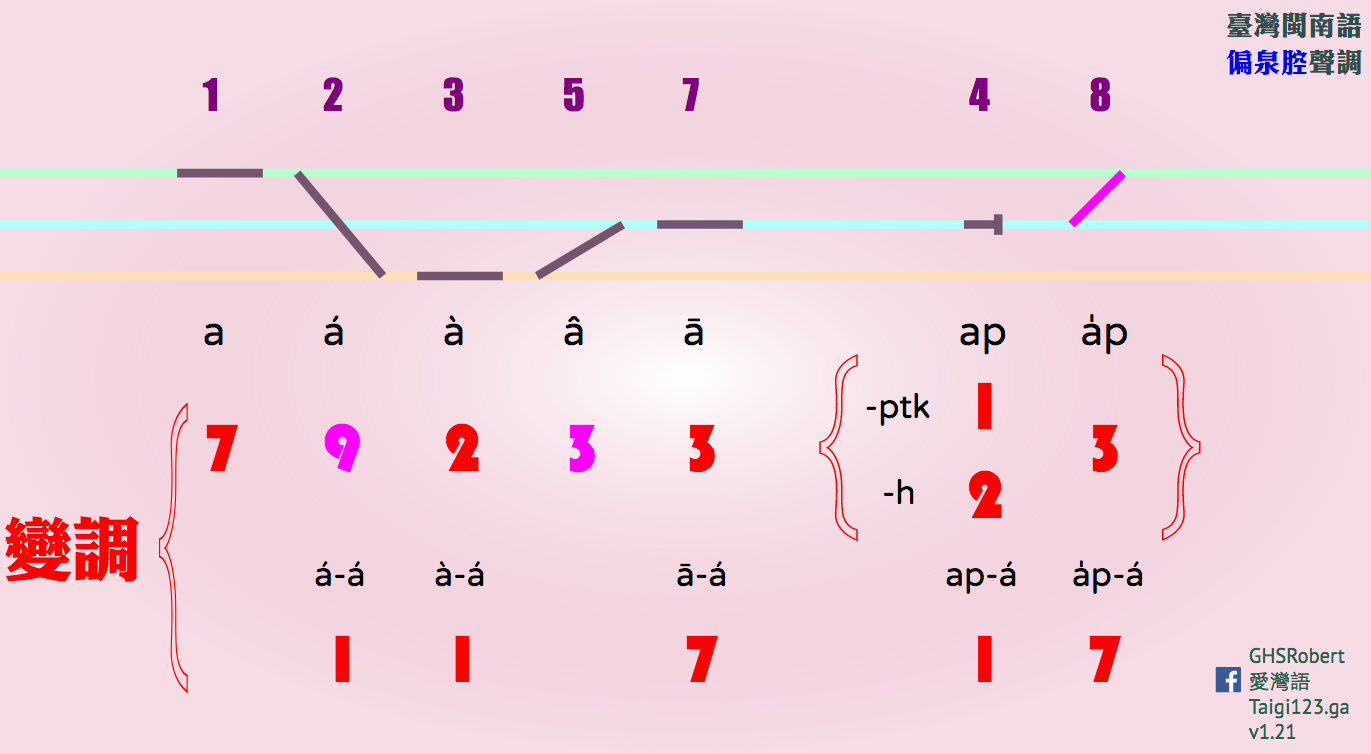 臺灣閩南語
偏泉腔聲調
1 2 3 5 7 4 8
a á à â ā ap a̍p
-ptk 1
7 9 2 3 3 3
-h 2
變調
á-á à-á ā-á ap-á a̍p-á
1 1 7 1 7
GHSRobert
愛灣語
Taigi123.ga
v1.21